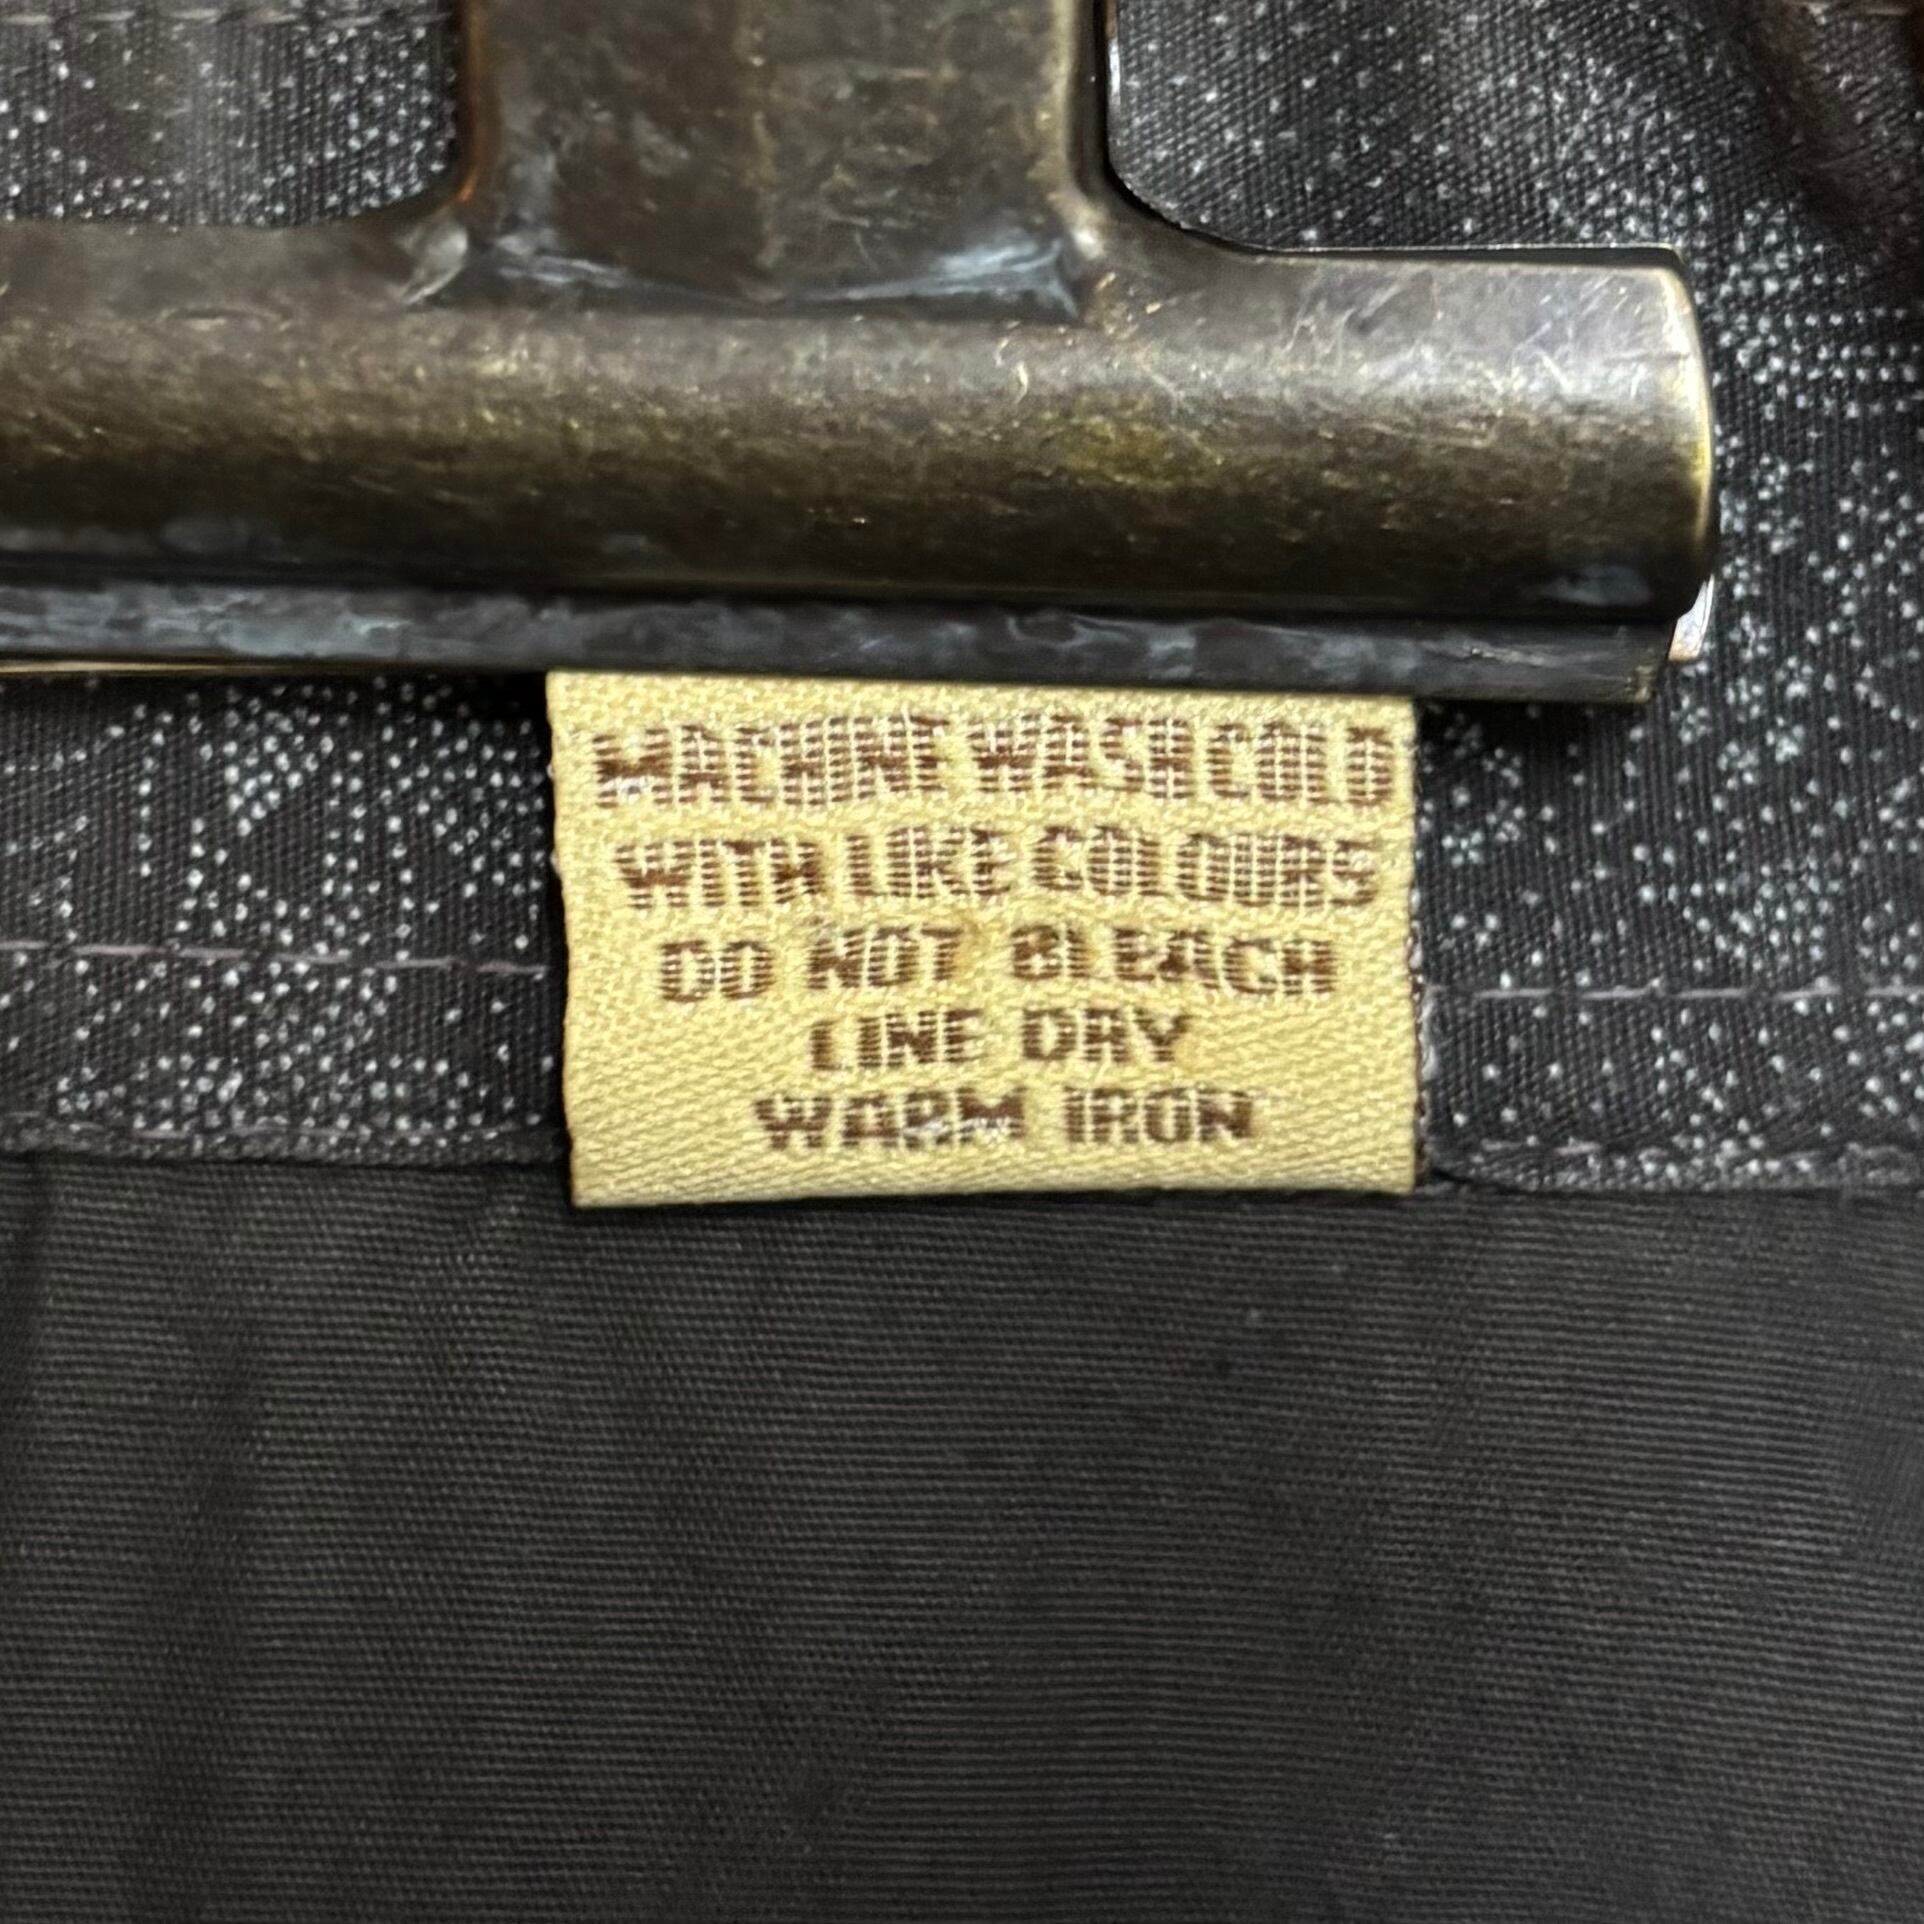 MACHINE WASH COLD
WITH LIKE COLOURS
DO NOT BLEACH
LINE DRY
WARM IRON